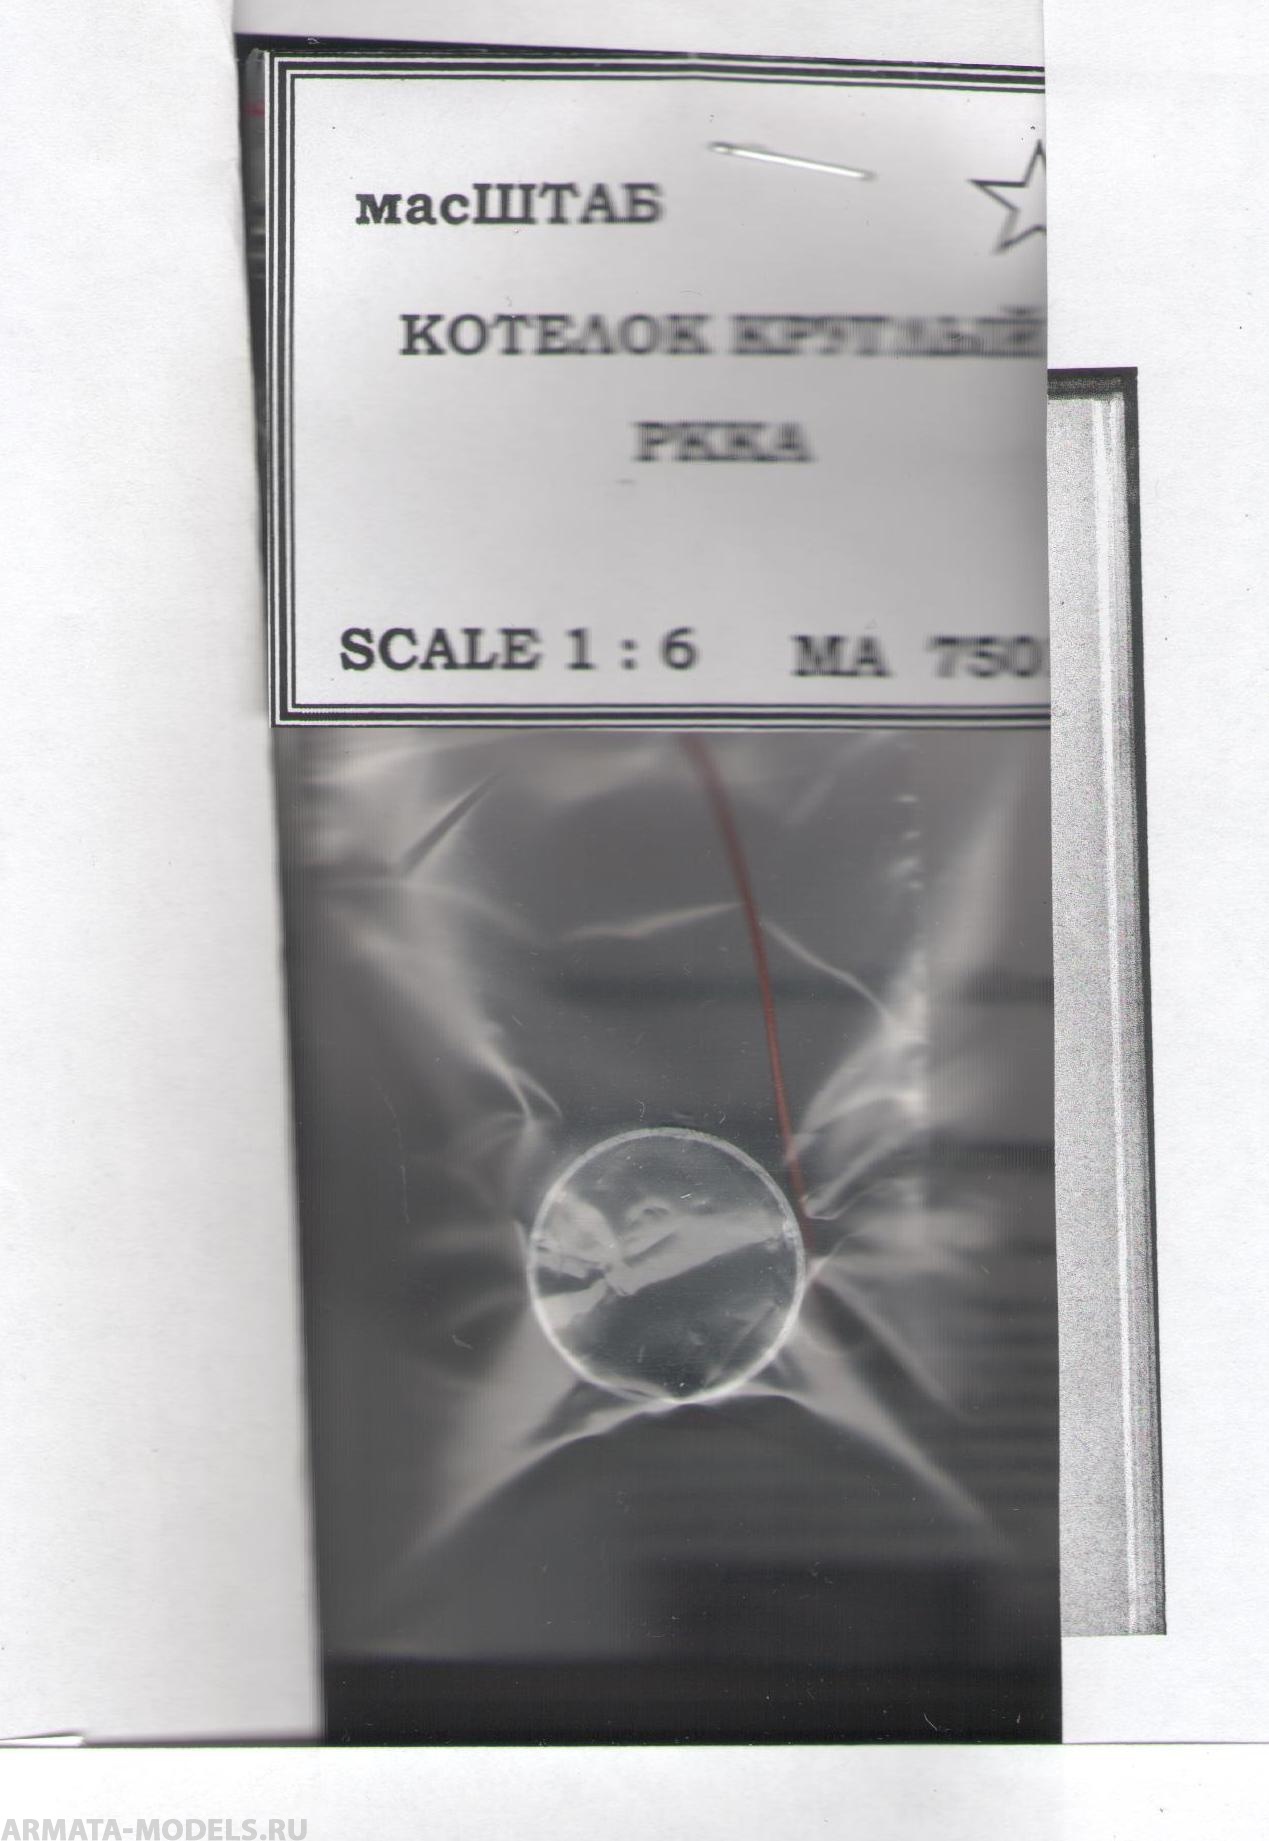 масШТАБ
КОТЕЛОК КРУГЛЫЙ
РККА
SCALE 1 : 6 МА 750
ARMATA-MODELS.RU